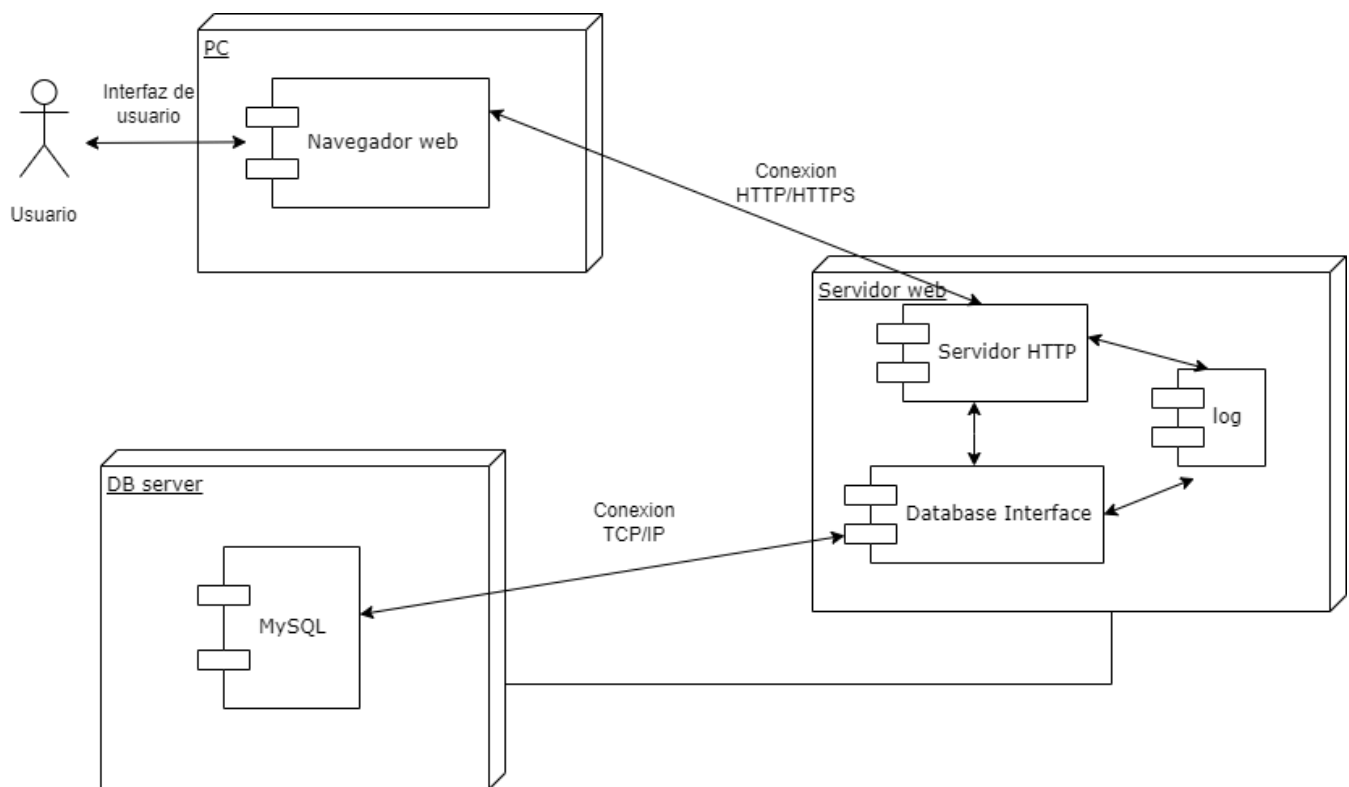 PC
Interfaz de
usuario
Navegador web
Usuario
Conexion
HTTP/HTTPS
Servidor web
Servidor HTTP
log
Database Interface
DB server
Conexion
TCP/IP
MySQL